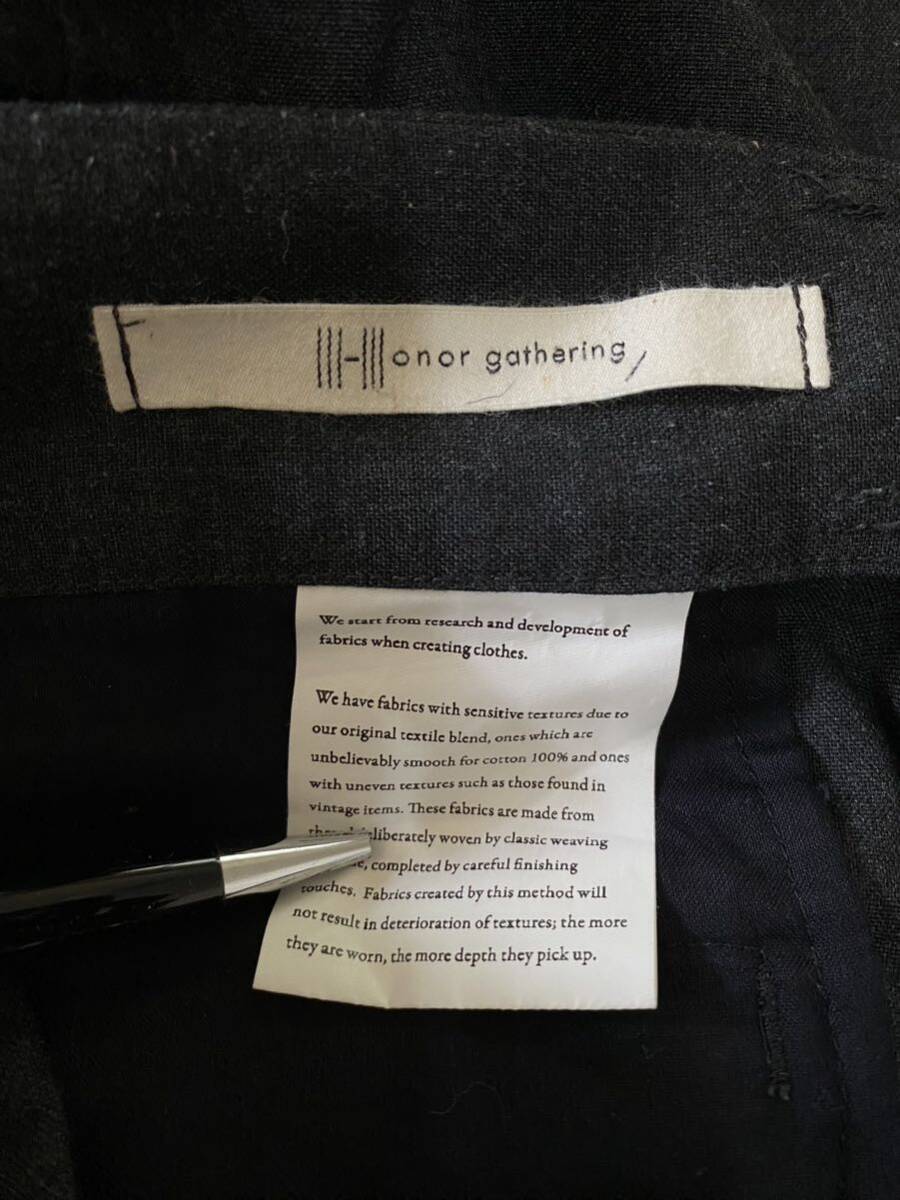 Honor gathering
We start from research and development of
fabrics when creating clothes.
We have fabrics with sensitive textures due to
our original textile blend, ones which are
unbelievably smooth for cotton 100% and ones
with uneven textures such as those found in
vintage items. These fabrics are made from
woven by classic weaving
completed by careful finishing
touches. Fabrics created by this method will
not result in deterioration of textures; the more
they are worn, the more depth they pick up.